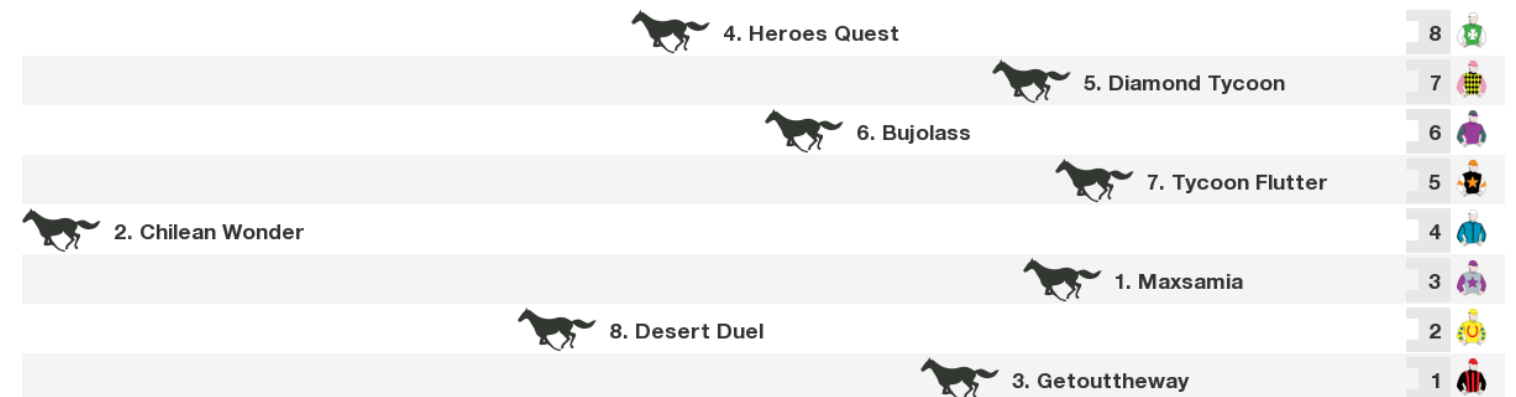 4. Heroes Quest 8
5. Diamond Tycoon 7
6. Bujolass 6
7. Tycoon Flutter 5
2. Chilean Wonder 4
1. Maxsamia 3
8. Desert Duel 2
3. Getouttheway 1